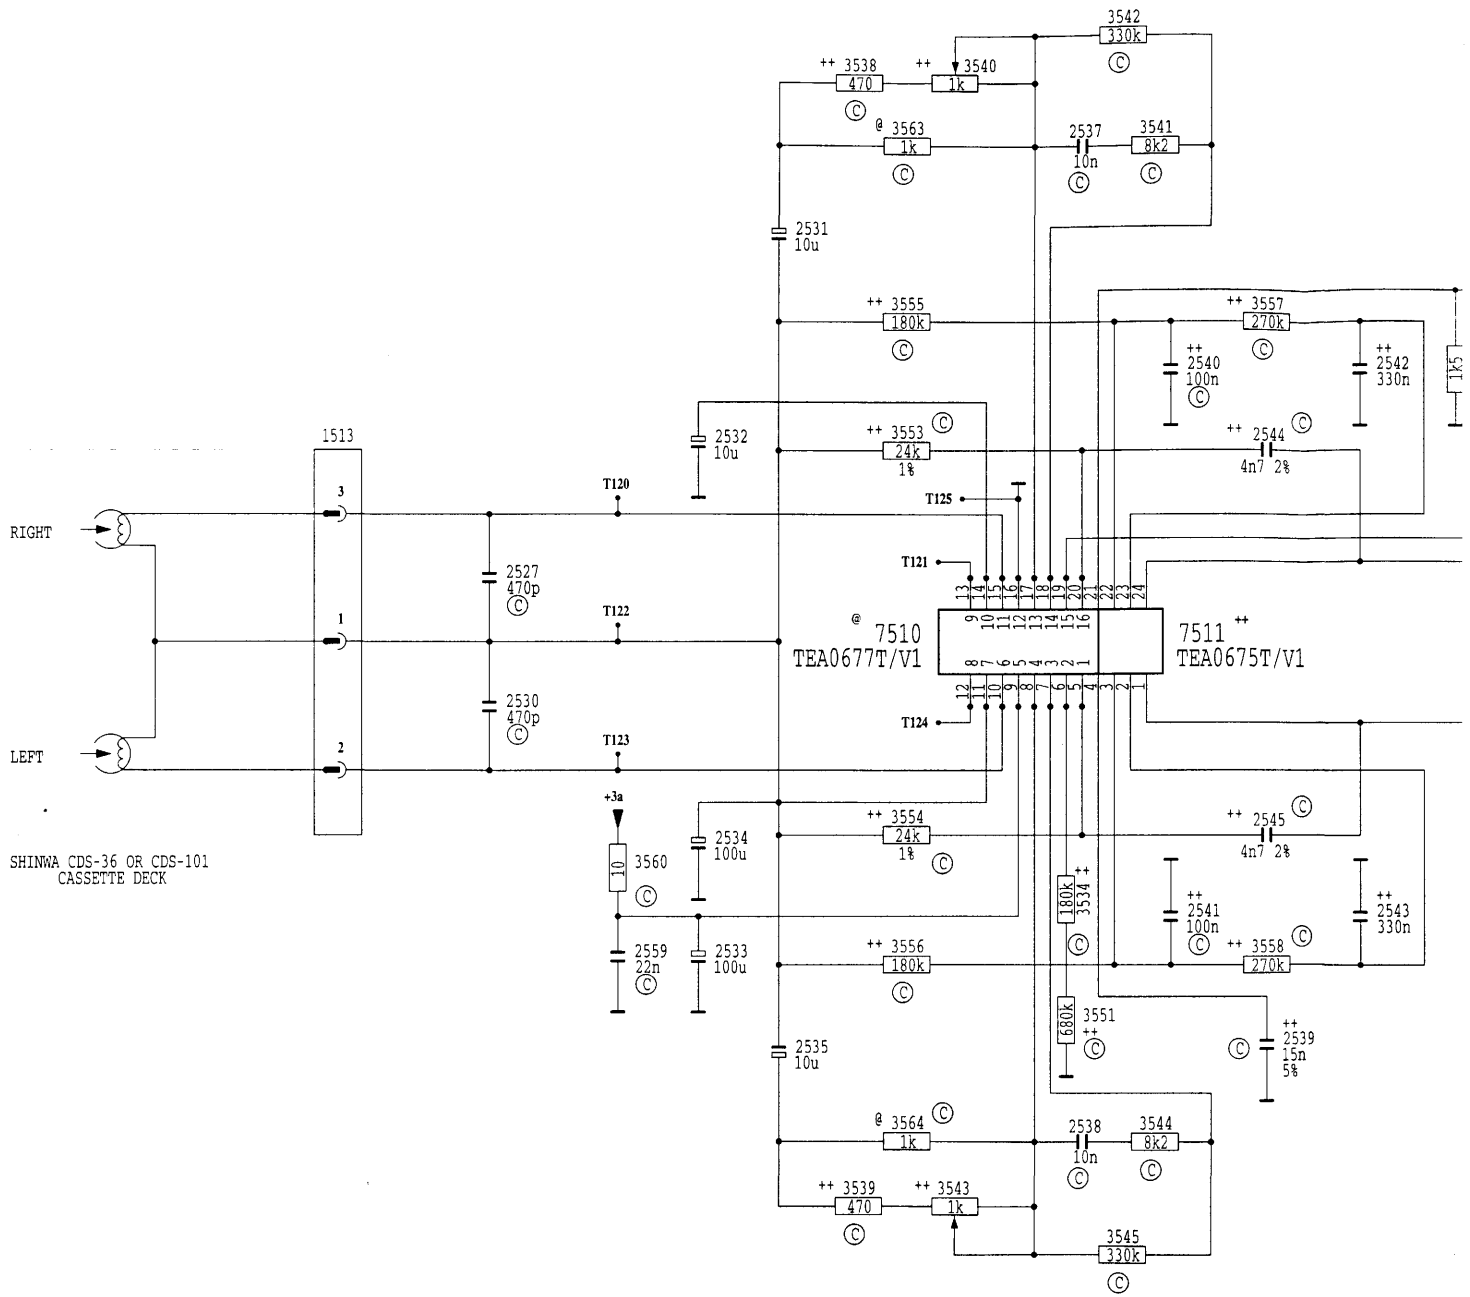 3542
330k
C
++ 3538
470
C
++ 3540
1k
@ 3563
1k
C
2537
10n
C
3541
8k2
C
2531
10u
++ 3555
180k
C
++ 3557
270k
C
++
2540
100n
C
++
2542
330n
1k5
2532
10u
C
++ 3553
24k
1%
C
++ 2544
4n7 2%
1513
3
T120
T125
RIGHT
2527
470p
C
T121
13 14 15 16 17 18 19 20 21 22 23 24
9 10 11 12 13 14 15 16
1
T122
@
7510
TEA0677T/V1
7511 ++
TEA0675T/V1
8 7 6 5 4 3 2 1
12 11 10 9 8 7 6 5 4 3 2 1
2530
470p
C
T124
LEFT
2
T123
+3a
SHINWA CDS-36 OR CDS-101
CASSETTE DECK
10
3560
C
2534
100u
++ 3554
24k
1%
C
C
++ 2545
4n7 2%
180k
3534 ++
C
++
2541
100n
C
C
++ 3558
270k
++
2543
330n
2559
22n
C
2533
100u
++ 3556
180k
C
680k
3551
++
C
C
++
2539
15n
5%
2535
10u
@ 3564
1k
C
2538
10n
C
3544
8k2
C
++ 3539
470
C
++ 3543
1k
3545
330k
C